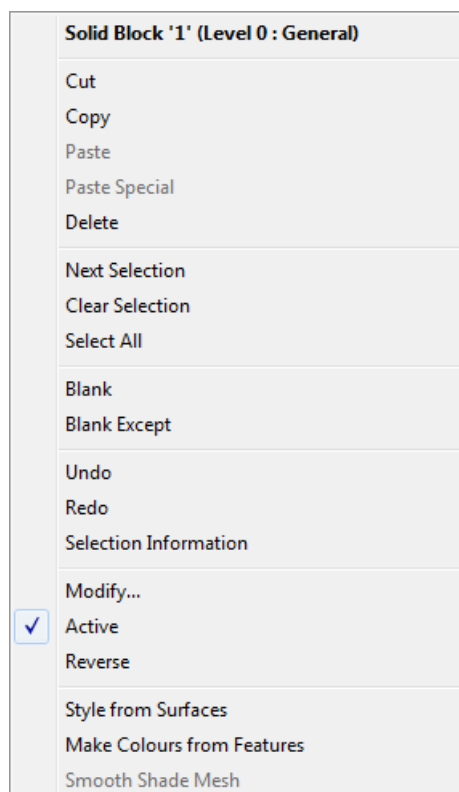 Solid Block '1' (Level 0 : General)
Cut
Copy
Paste
Paste Special
Delete
Next Selection
Clear Selection
Select All
Blank
Blank Except
Undo
Redo
Selection Information
Modify...
Active
Reverse
Style from Surfaces
Make Colours from Features
Smooth Shade Mesh